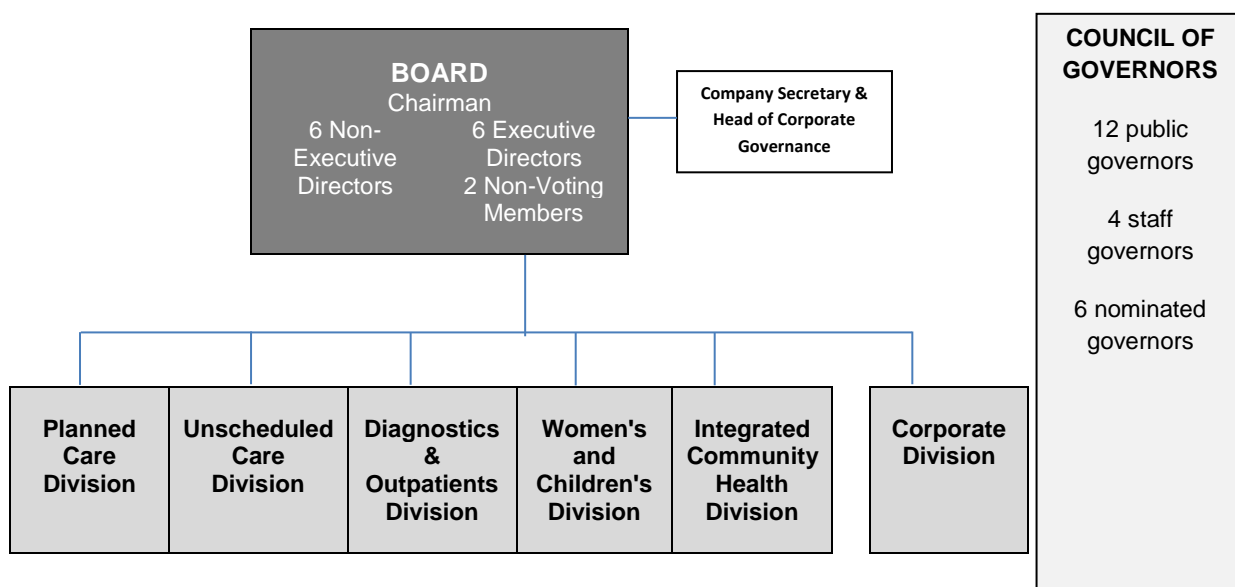 BOARD
Chairman
6 Non-
Executive
Directors
6 Executive
Directors
2 Non-Voting
Members
Company Secretary &
Head of Corporate
Governance
COUNCIL OF
GOVERNORS
12 public
governors
4 staff
governors
6 nominated
governors
Planned
Care
Division
Unscheduled
Care
Division
Diagnostics
&
Outpatients
Division
Women's
and
Children's
Division
Integrated
Community
Health
Division
Corporate
Division